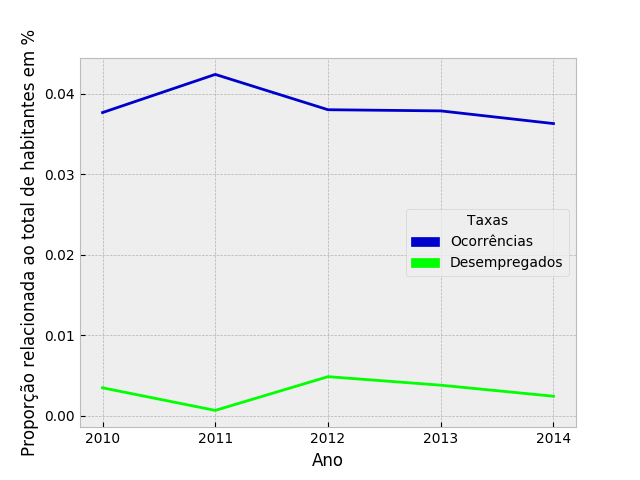 Proporção relacionada ao total de habitantes em %
0.04
0.03
0.02
0.01
0.00
Taxas
Ocorrências
Desempregados
2010 2011 2012 2013 2014
Ano